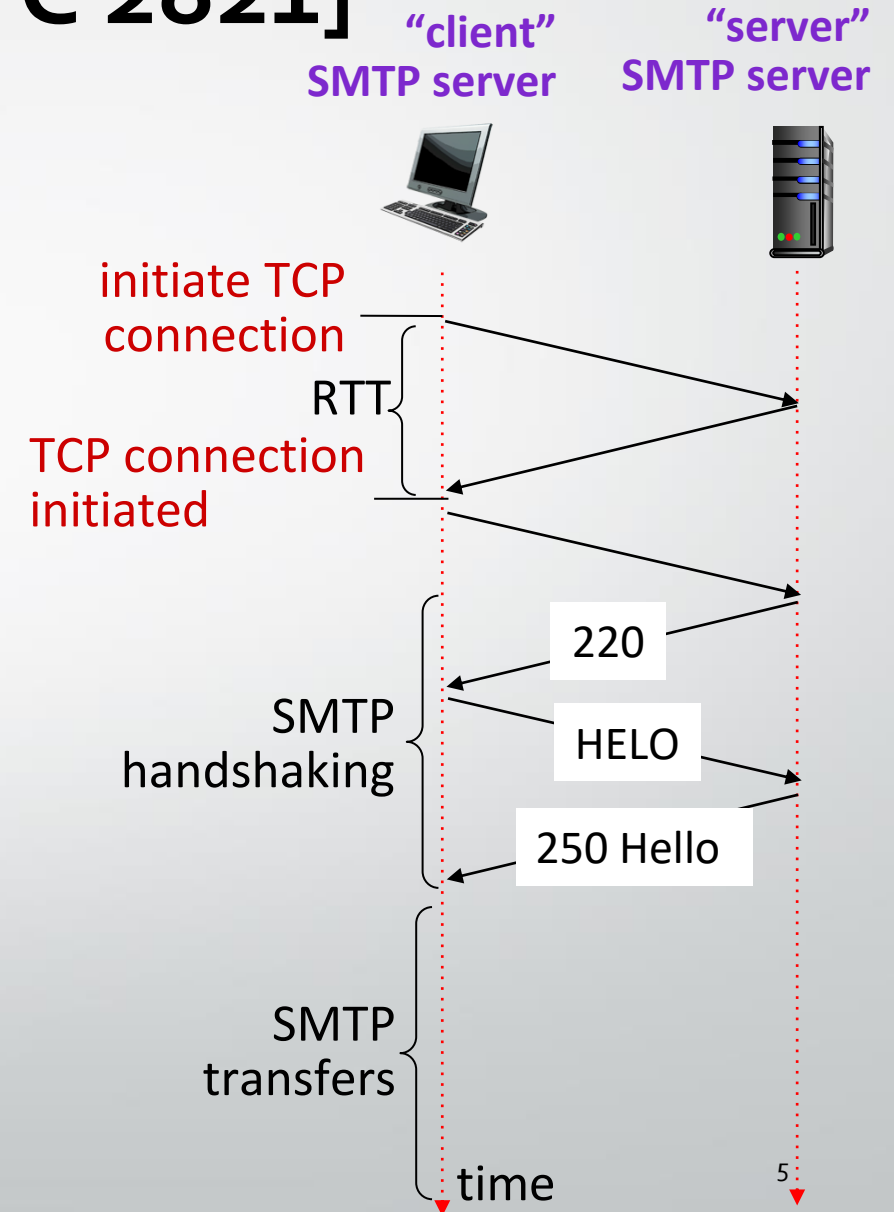 C 2821]
“client”
SMTP server
“server”
SMTP server
initiate TCP
connection
RTT
TCP connection
initiated
220
SMTP
handshaking
HELO
250 Hello
SMTP
transfers
time
5